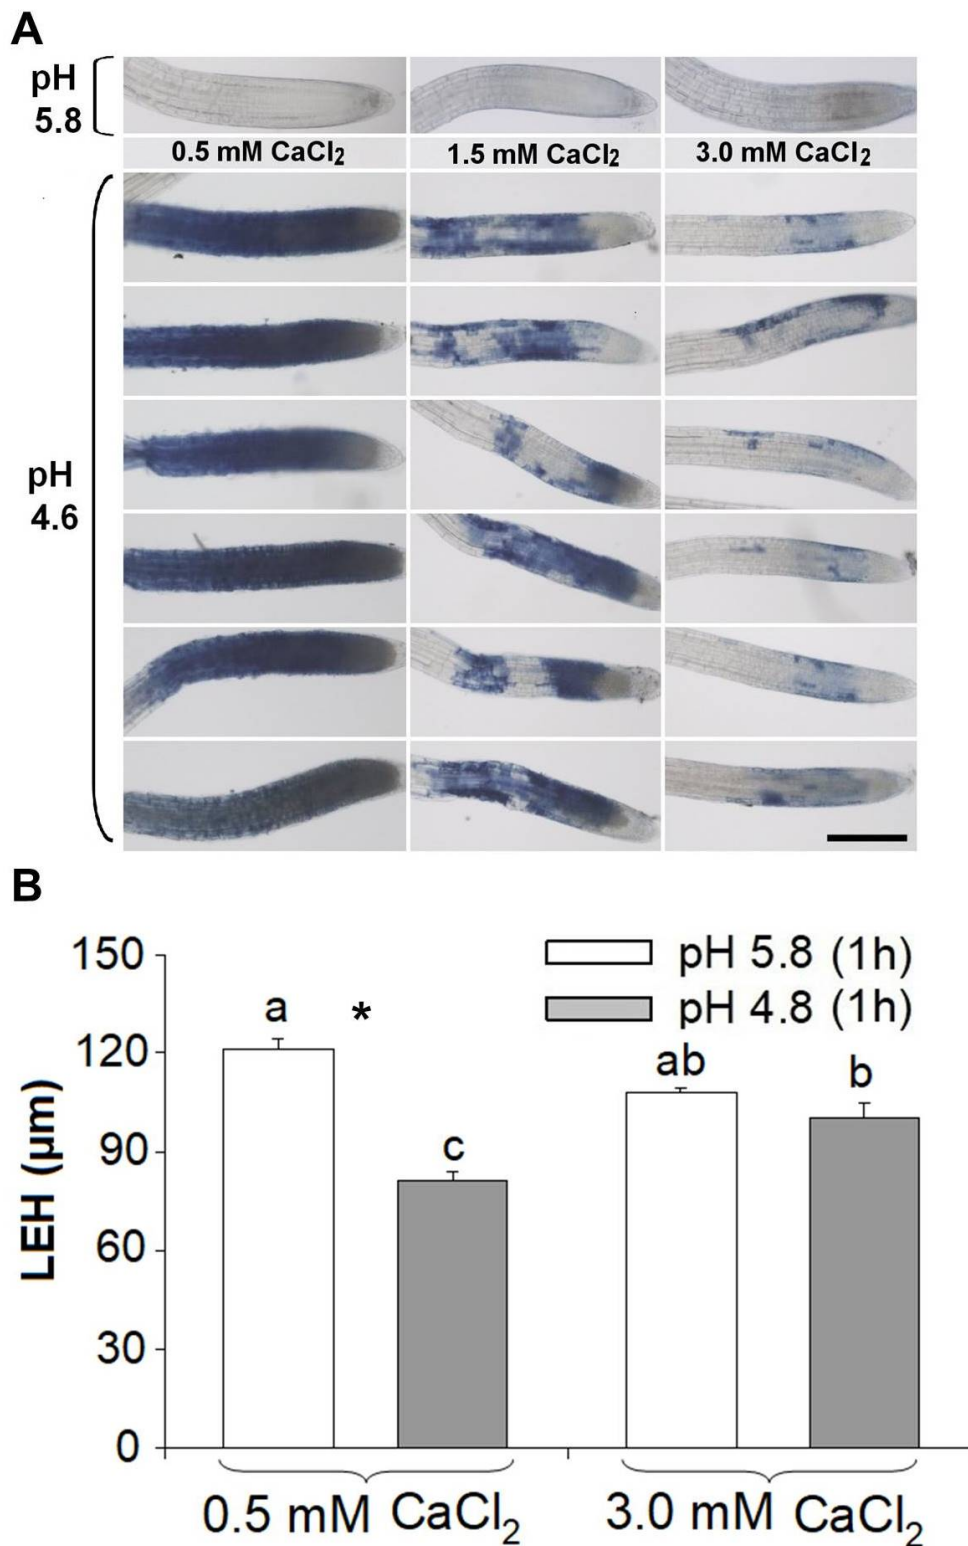 A
pH
5.8
0.5 mM CaCl₂
1.5 mM CaCl₂
3.0 mM CaCl₂
pH
4.6
B
pH 5.8 (1h)
pH 4.8 (1h)
LEH (µm)
150
120
90
60
30
0
a
*
c
ab
b
0.5 mM CaCl₂
3.0 mM CaCl₂